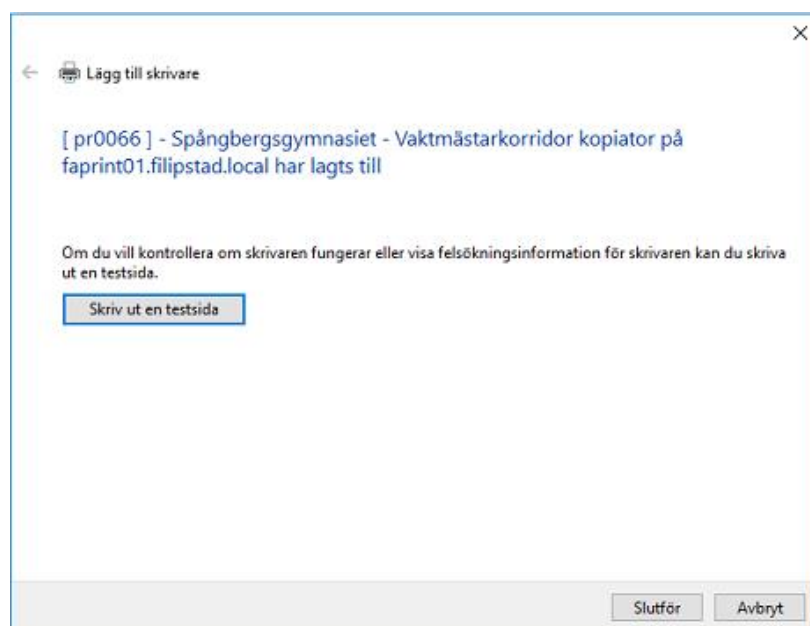 Lägg till skrivare
[ pr0066 ] - Spångbergsgymnasiet - Vaktmästarkorridor kopiator på
faprint01.filipstad.local har lagts till
Om du vill kontrollera om skrivaren fungerar eller visa felsökningsinformation för skrivaren kan du skriva
ut en testsida.
Skriv ut en testsida
Slutför
Avbryt